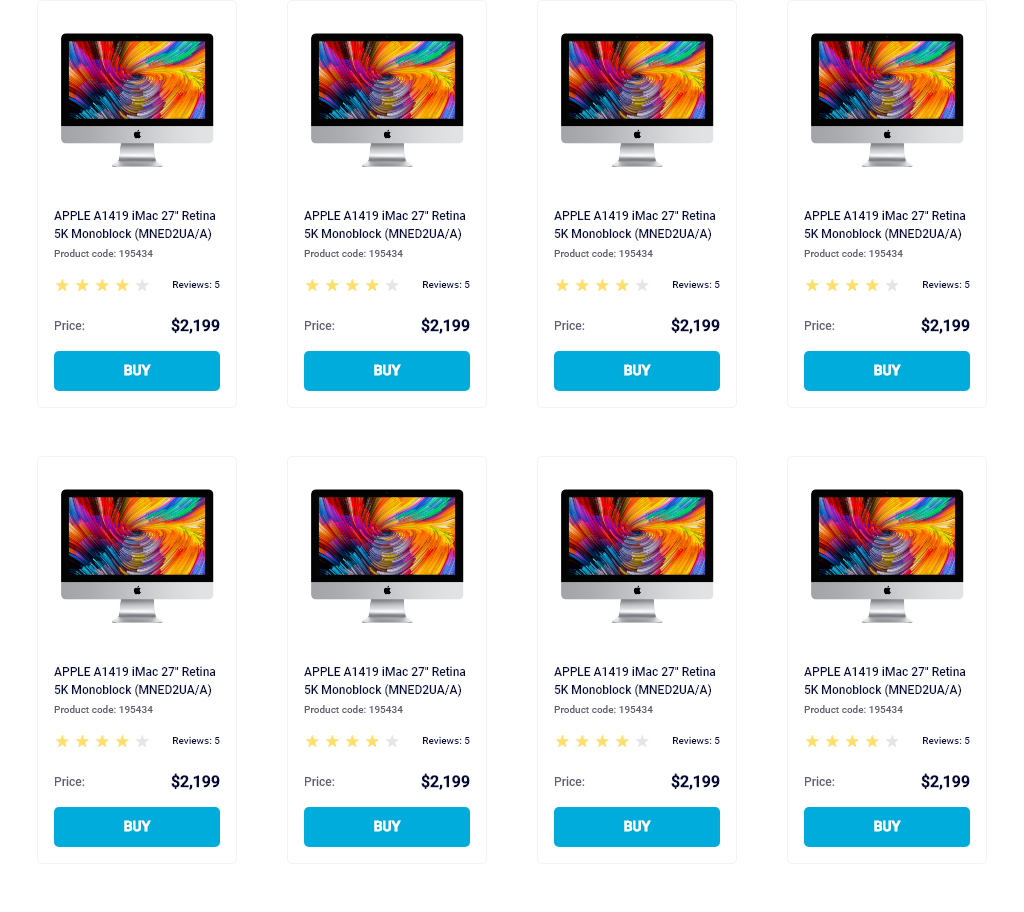 APPLE A1419 iMac 27" Retina
5K Monoblock (MNED2UA/A)
Product code: 195434
Reviews: 5
Price: $2,199
BUY
APPLE A1419 iMac 27" Retina
5K Monoblock (MNED2UA/A)
Product code: 195434
Reviews: 5
Price: $2,199
BUY
APPLE A1419 iMac 27" Retina
5K Monoblock (MNED2UA/A)
Product code: 195434
Reviews: 5
Price: $2,199
BUY
APPLE A1419 iMac 27" Retina
5K Monoblock (MNED2UA/A)
Product code: 195434
Reviews: 5
Price: $2,199
BUY
APPLE A1419 iMac 27" Retina
5K Monoblock (MNED2UA/A)
Product code: 195434
Reviews: 5
Price: $2,199
BUY
APPLE A1419 iMac 27" Retina
5K Monoblock (MNED2UA/A)
Product code: 195434
Reviews: 5
Price: $2,199
BUY
APPLE A1419 iMac 27" Retina
5K Monoblock (MNED2UA/A)
Product code: 195434
Reviews: 5
Price: $2,199
BUY
APPLE A1419 iMac 27" Retina
5K Monoblock (MNED2UA/A)
Product code: 195434
Reviews: 5
Price: $2,199
BUY